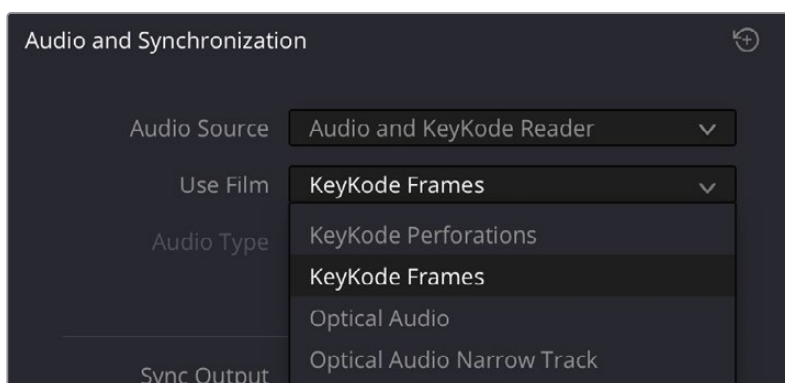 Audio and Synchronization
Audio Source Audio and KeyKode Reader
Use Film KeyKode Frames
Audio Type KeyKode Perforations
KeyKode Frames
Optical Audio
Optical Audio Narrow Track
Sync Output